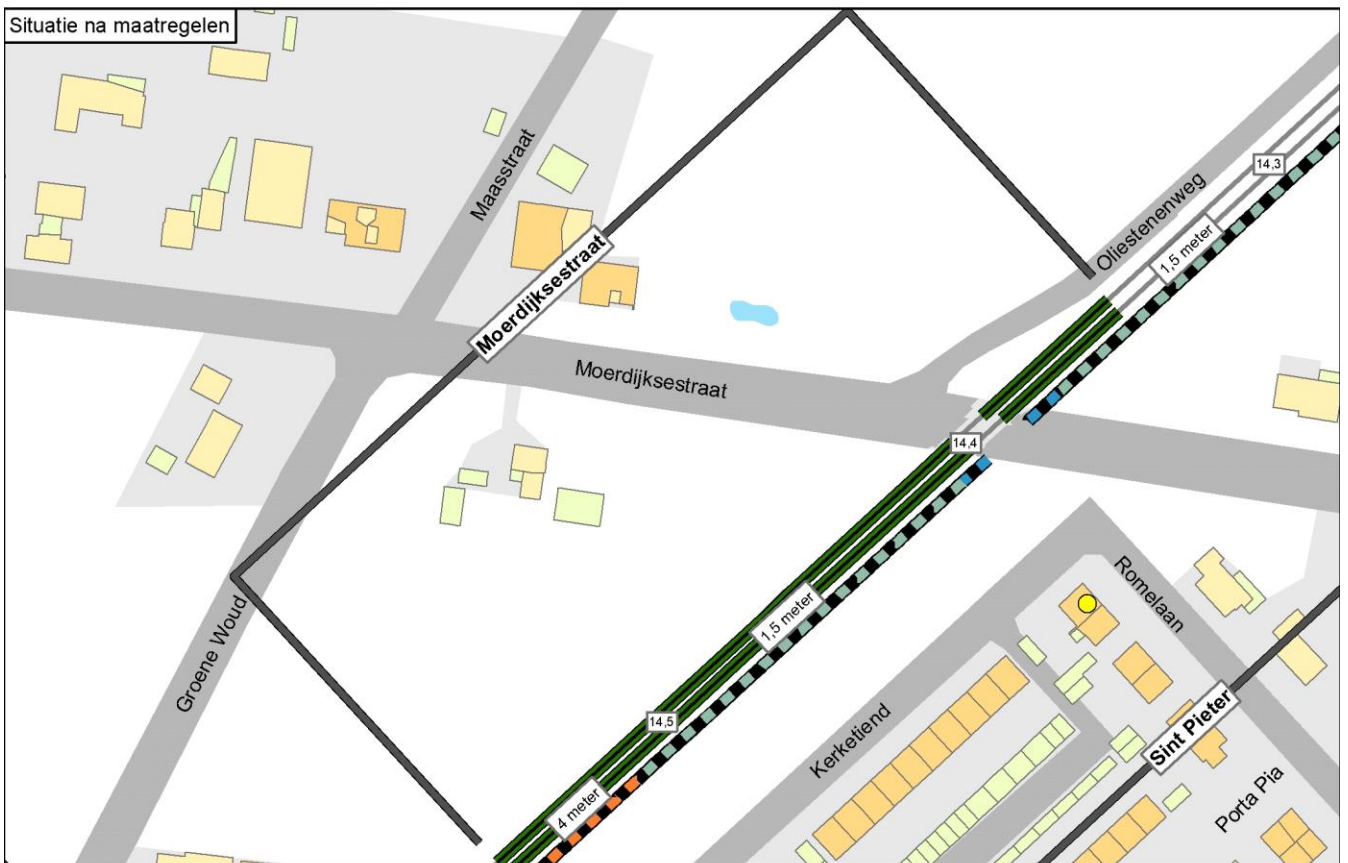 Situatie na maatregelen
Maasstraat
Moerdijksestraat
Oliestenenweg
14,3
1,5 meter
Moerdijksestraat
14,4
Groene Woud
1,5 meter
14,5
4 meter
Kerketiend
Romelaan
Sint Pieter
Porta Pia